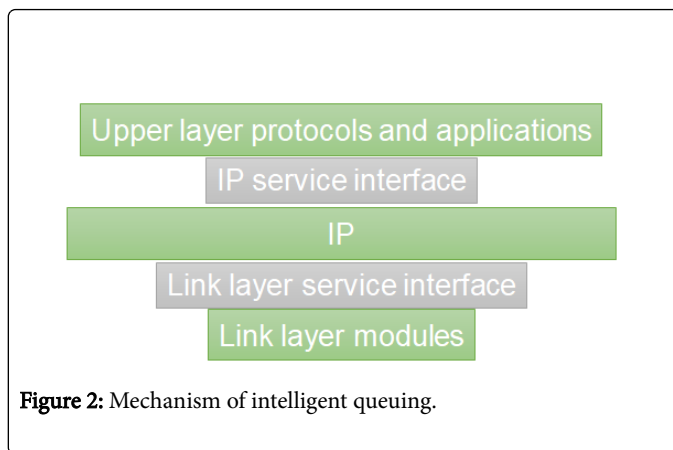 Upper layer protocols and applications
IP service interface
IP
Link layer service interface
Link layer modules
Figure 2: Mechanism of intelligent queuing.